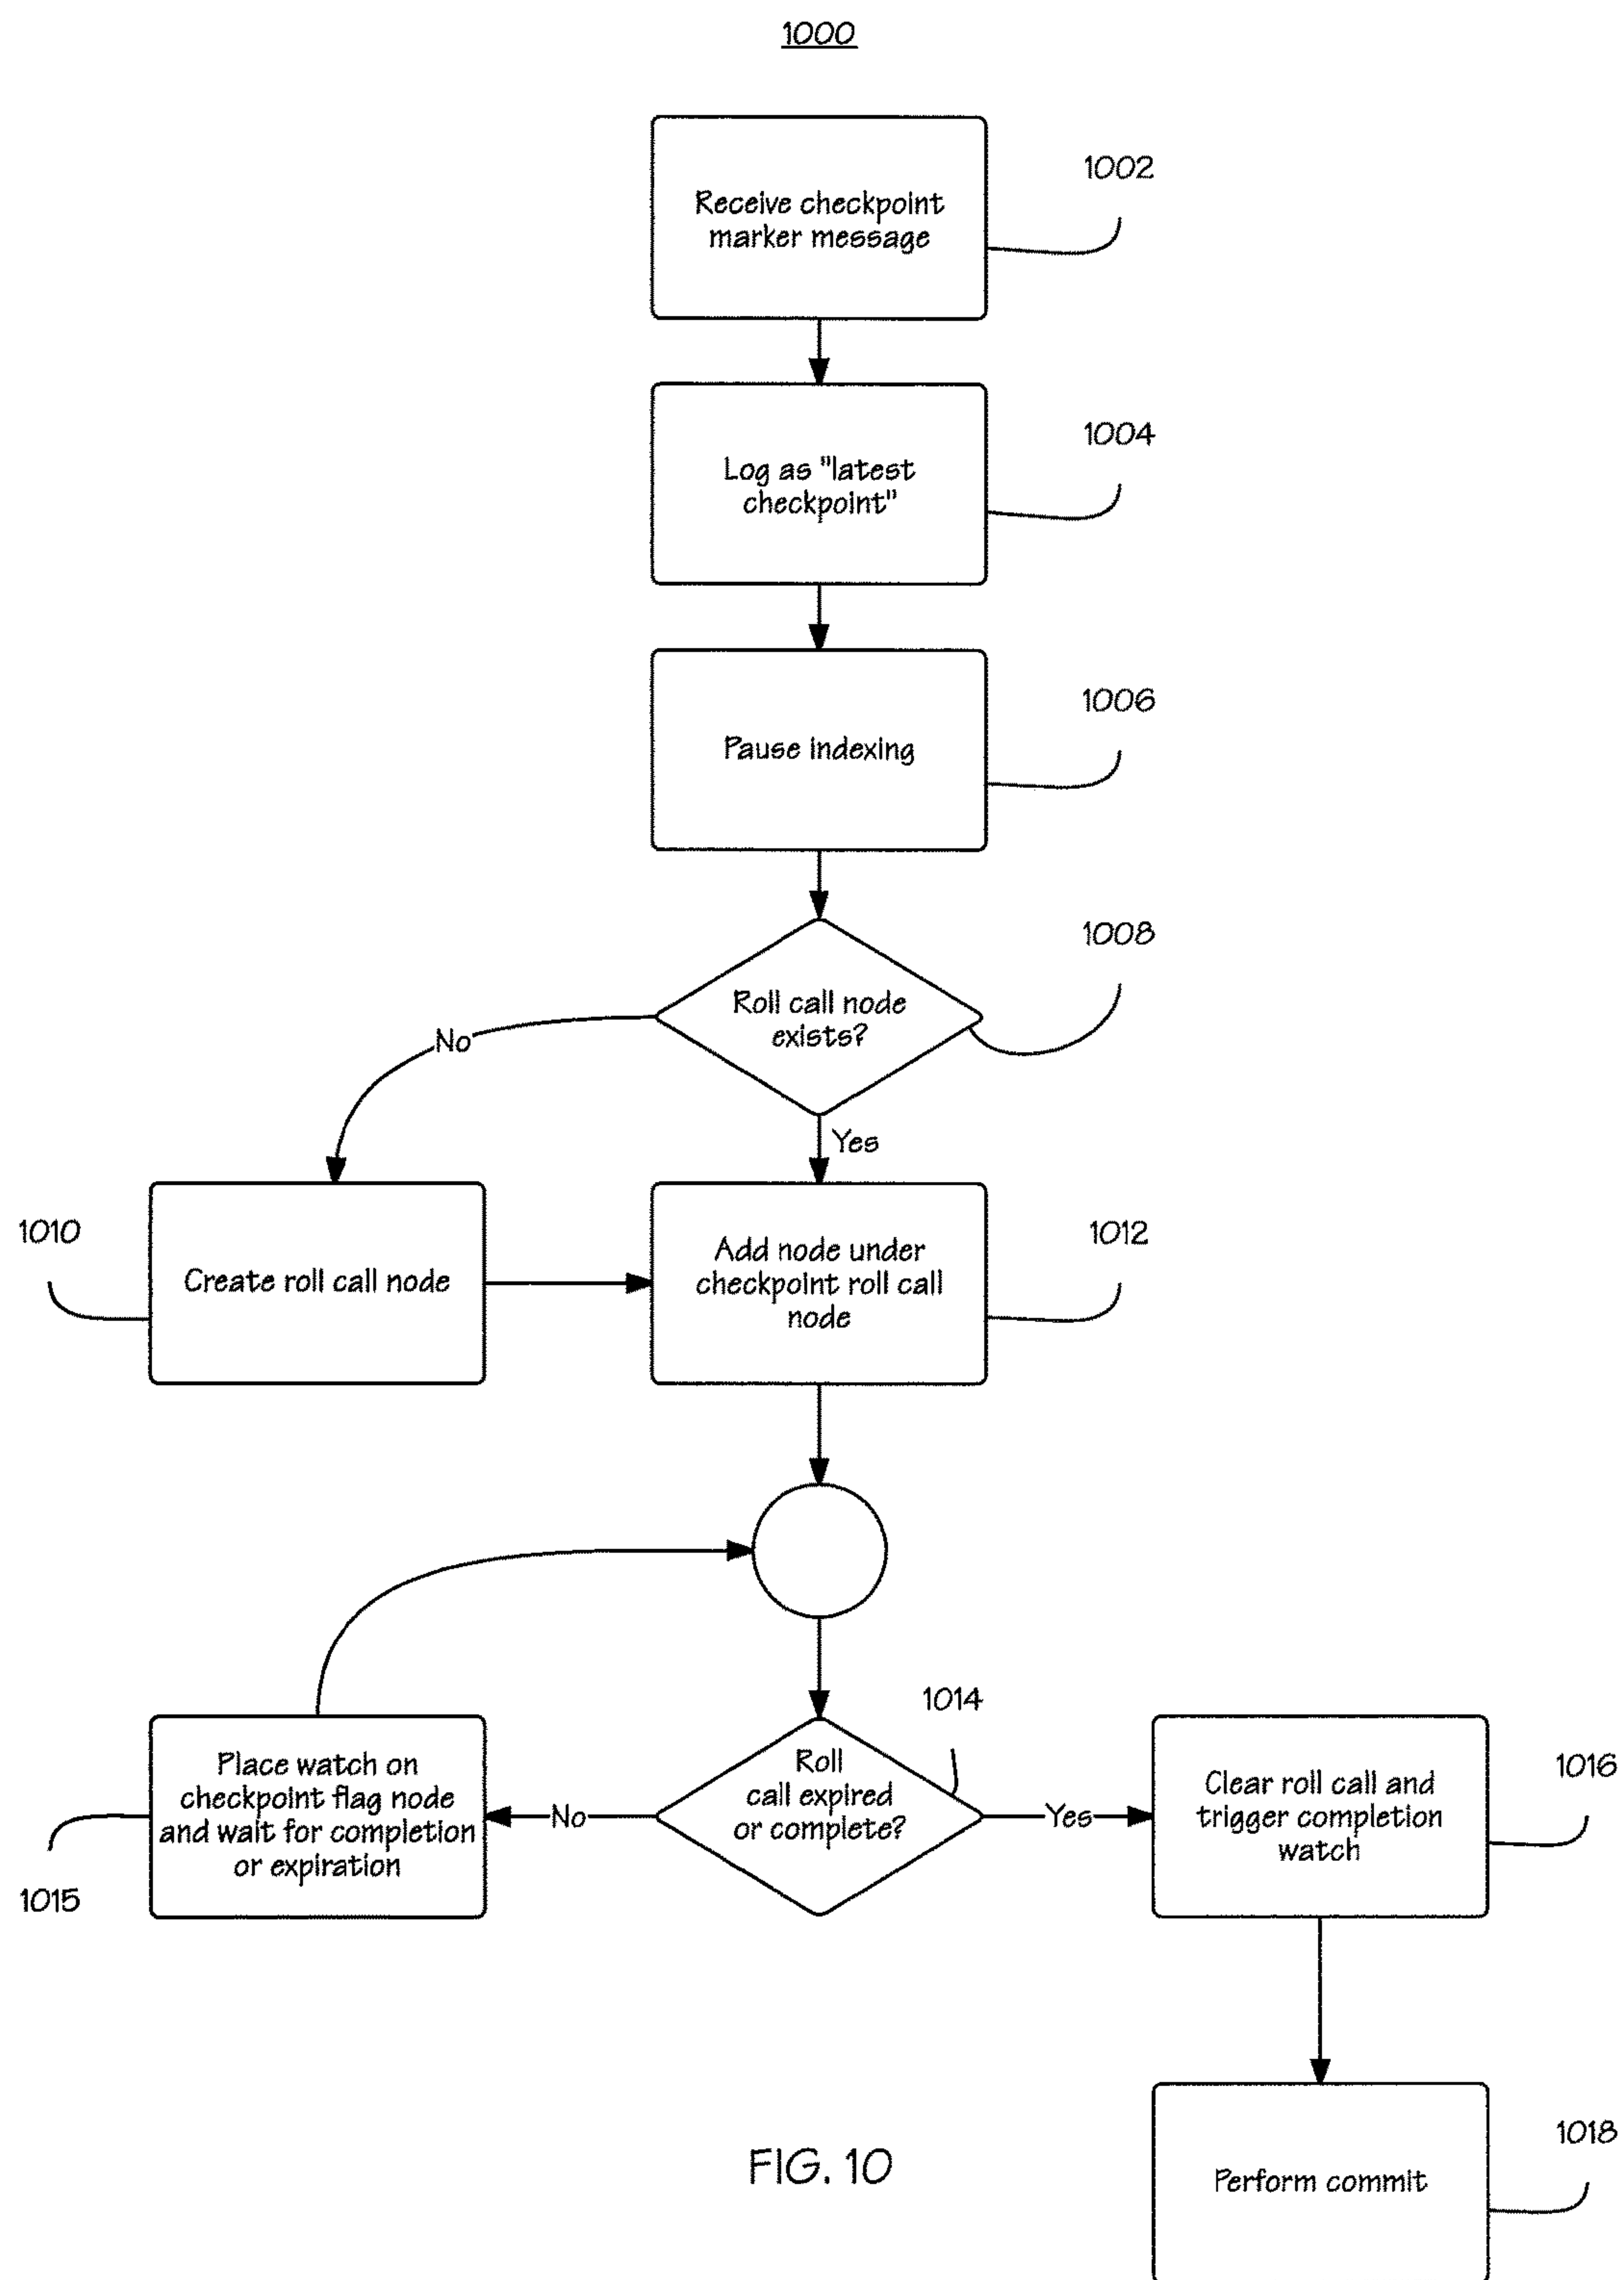 1000
Receive checkpoint
marker message
1002
Log as "latest
checkpoint"
1004
Pause indexing
1006
Roll call node
exists?
1008
No
Yes
1010
Create roll call node
Add node under
checkpoint roll call
node
1012
1014
Roll
call expired
or complete?
No
Yes
Place watch on
checkpoint flag node
and wait for completion
or expiration
1015
Clear roll call and
trigger completion
watch
1016
Perform commit
1018
FIG. 10